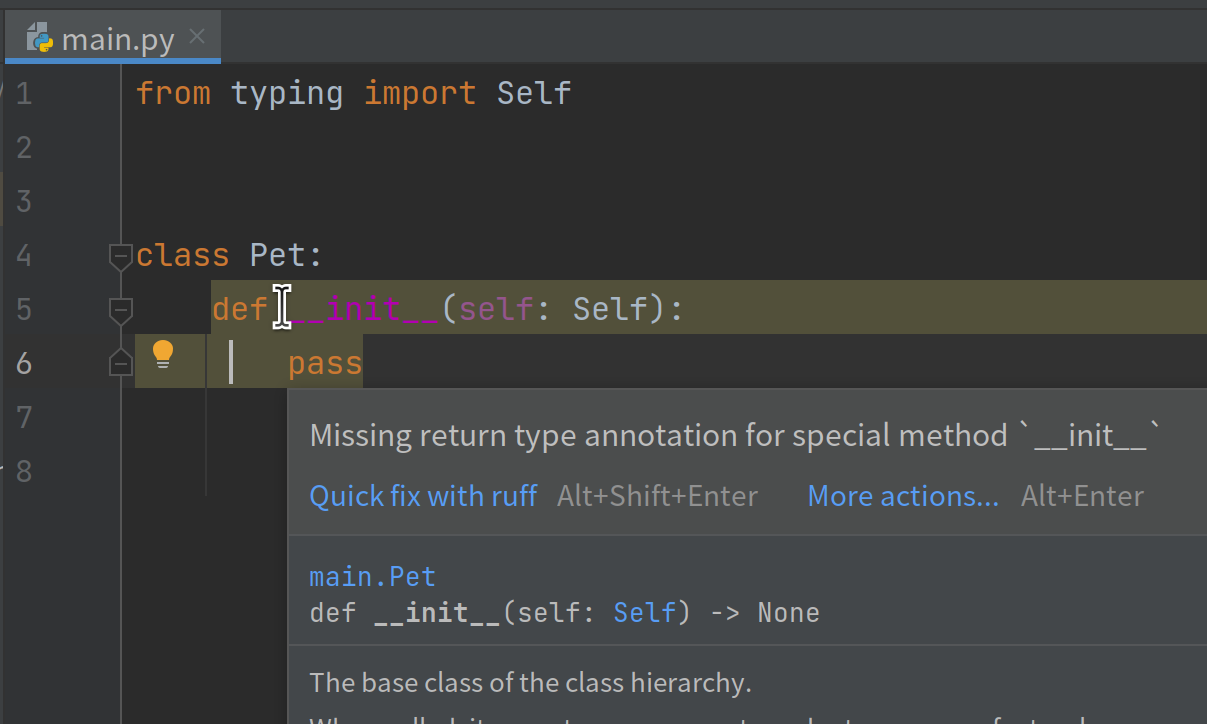 main.py
1 from typing import Self
2
3
4 class Pet:
5 def __init__(self: Self):
6 pass
7
8
Missing return type annotation for special method `__init__`
Quick fix with ruff Alt+Shift+Enter More actions... Alt+Enter
main.Pet
def __init__(self: Self) -> None
The base class of the class hierarchy.